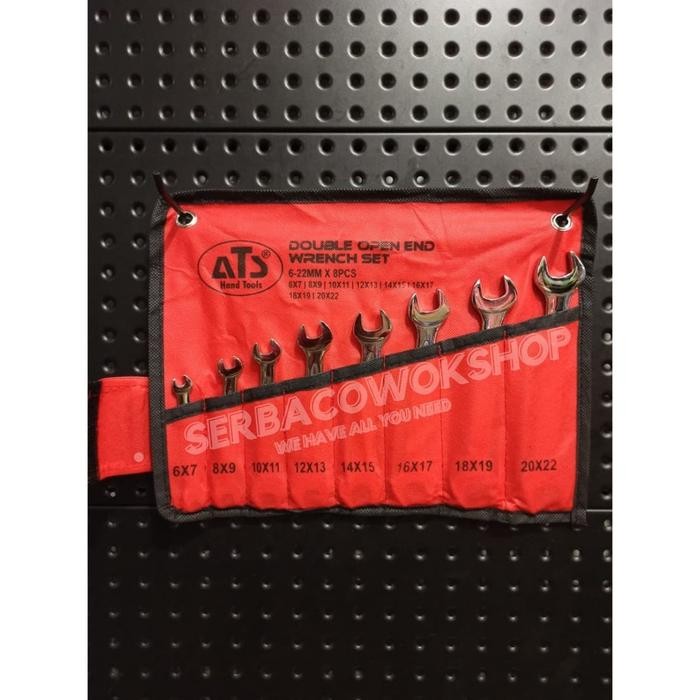 ATS®
Hand Tools
DOUBLE OPEN END
WRENCH SET
6-22MM X 8PCS
6X7 | 8X9 | 10X11 | 12X13 | 14X15 | 16X17
18X19 | 20X22
SERBACOWOKSHOP
WE HAVE ALL YOU NEED
6X7 8X9 10X11 12X13 14X15 16X17 18X19 20X22